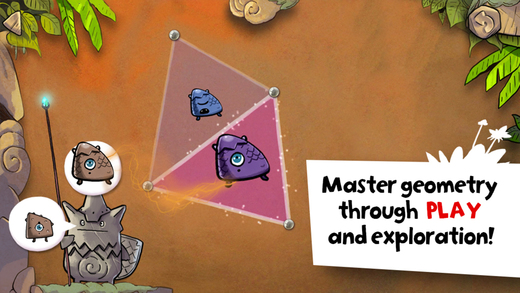 Master geometry
through PLAY
and exploration!